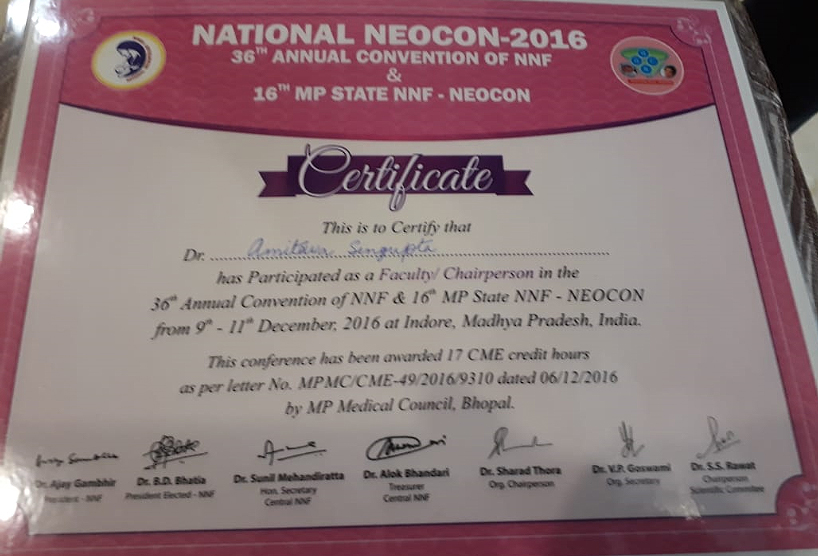 NATIONAL NEOCON-2016
36TH ANNUAL CONVENTION OF NNF
&
16TH MP STATE NNF - NEOCON
Certificate
This is to Certify that
Dr. Amitava Sengupta
has Participated as a Faculty/ Chairperson in the
36th Annual Convention of NNF & 16th MP State NNF - NEOCON
from 9th - 11th December, 2016 at Indore, Madhya Pradesh, India.
This conference has been awarded 17 CME credit hours
as per letter No. MPMC/CME-49/2016/9310 dated 06/12/2016
by MP Medical Council, Bhopal.
Dr. Ajay Gambhir Dr. B.D. Bhatia Dr. Sunil Mehandiratta Dr. Alok Bhandari Dr. Sharad Thora Dr. V.P. Goswami Dr. S.S. Rawat
President - NNF President Elected - NNF Hon. Secretary Treasurer Org. Chairperson Org. Secretary Chairperson
Central NNF Central NNF Scientific Committee